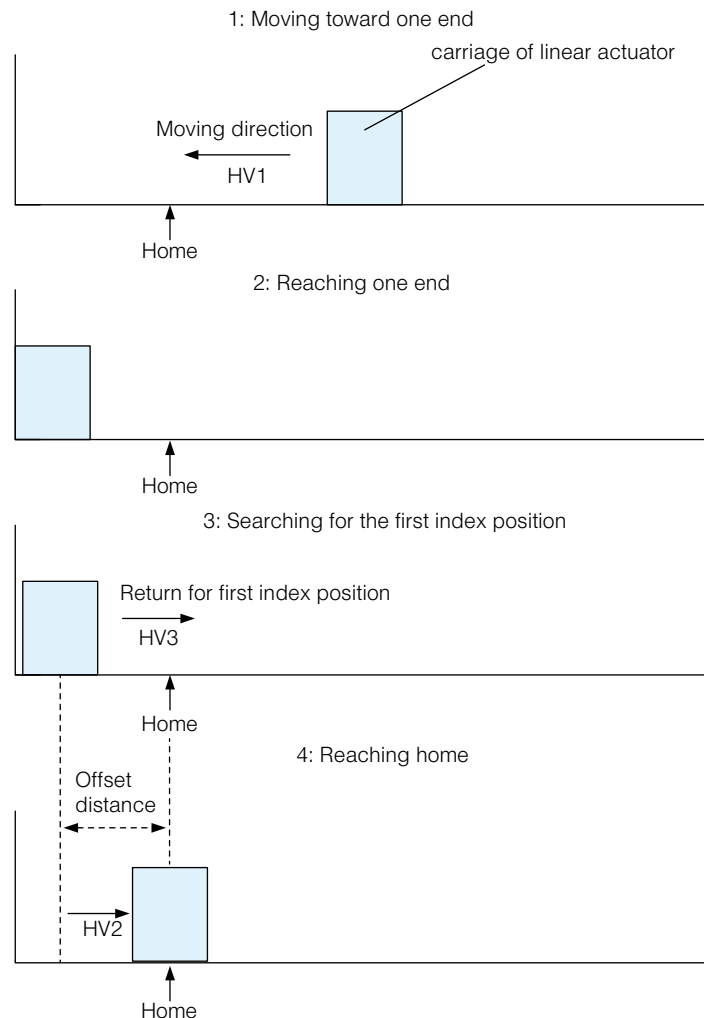 1: Moving toward one end
carriage of linear actuator
Moving direction
HV1
Home
2: Reaching one end
Home
3: Searching for the first index position
Return for first index position
HV3
Home
4: Reaching home
Offset
distance
HV2
Home